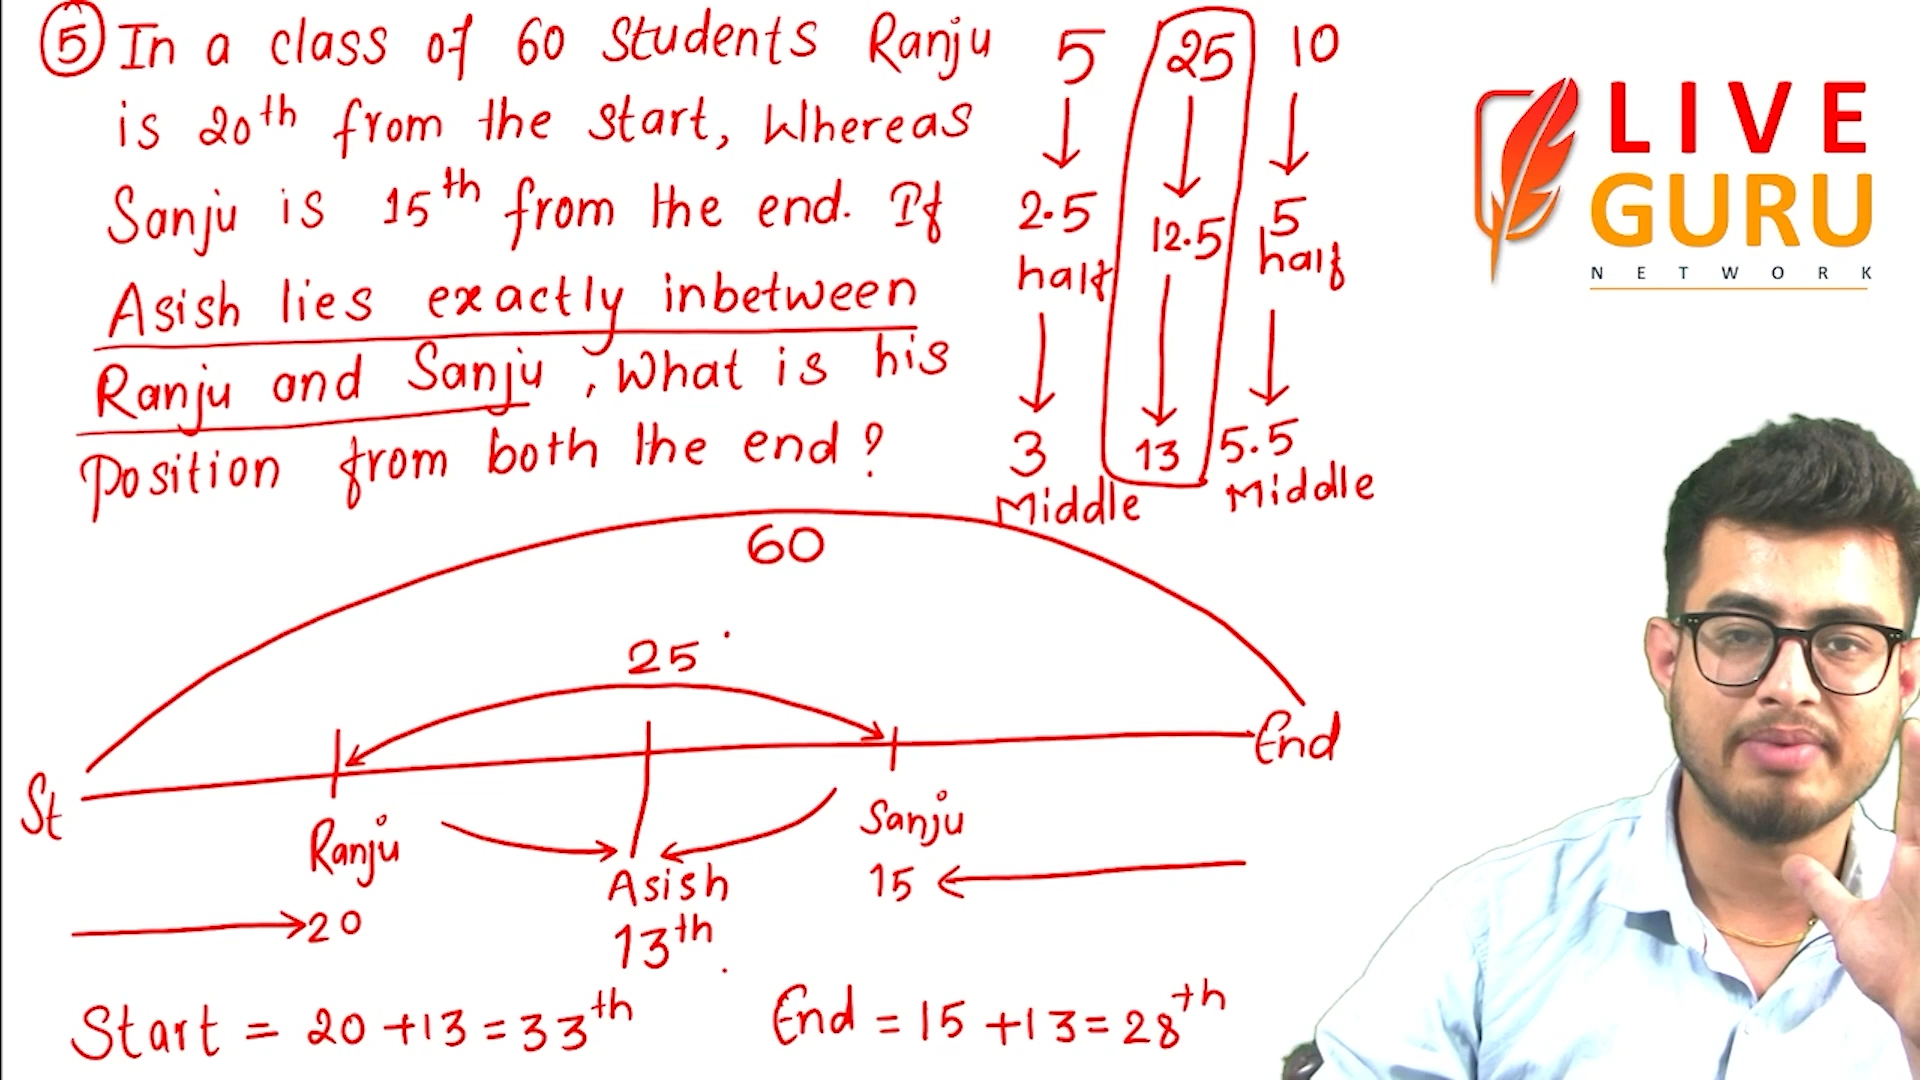 5 In a class of 60 students Ranju
is 20th from the start, Whereas
Sanju is 15th from the end. If
Asish lies exactly inbetween
Ranju and Sanju, What is his
Position from both the end?
5 25 10
2.5 12.5 5
half half
3 13 5.5
Middle Middle
LIVE
GURU
NETWORK
60
25
St End
Ranju Sanju
Asish 15
20 13th
Start = 20 +13 = 33th End = 15 +13 = 28th